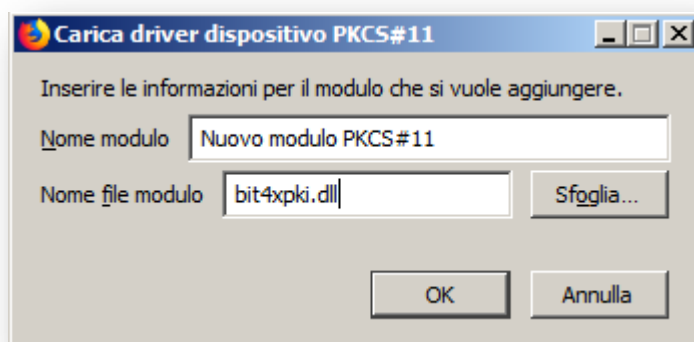 Carica driver dispositivo PKCS#11
Inserire le informazioni per il modulo che si vuole aggiungere.
Nome modulo Nuovo modulo PKCS#11
Nome file modulo bit4xpki.dll Sfoglia...
OK Annulla